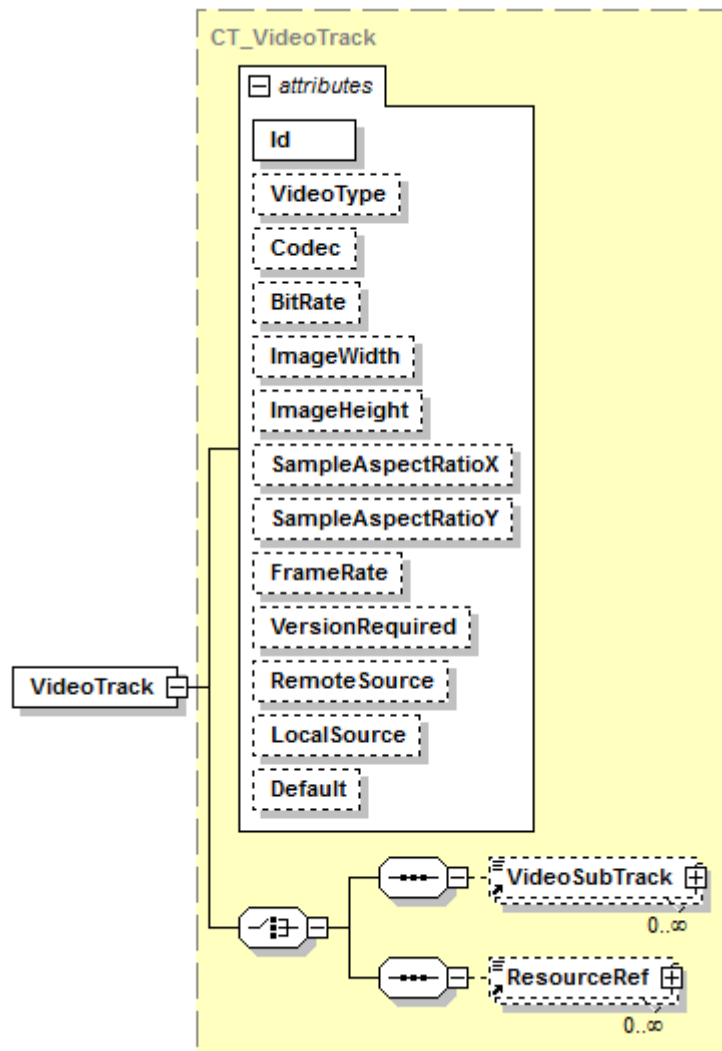 CT_VideoTrack
attributes
Id
VideoType
Codec
BitRate
ImageWidth
ImageHeight
SampleAspectRatioX
SampleAspectRatioY
FrameRate
VersionRequired
RemoteSource
LocalSource
Default
VideoTrack
VideoSubTrack
0..∞
ResourceRef
0..∞